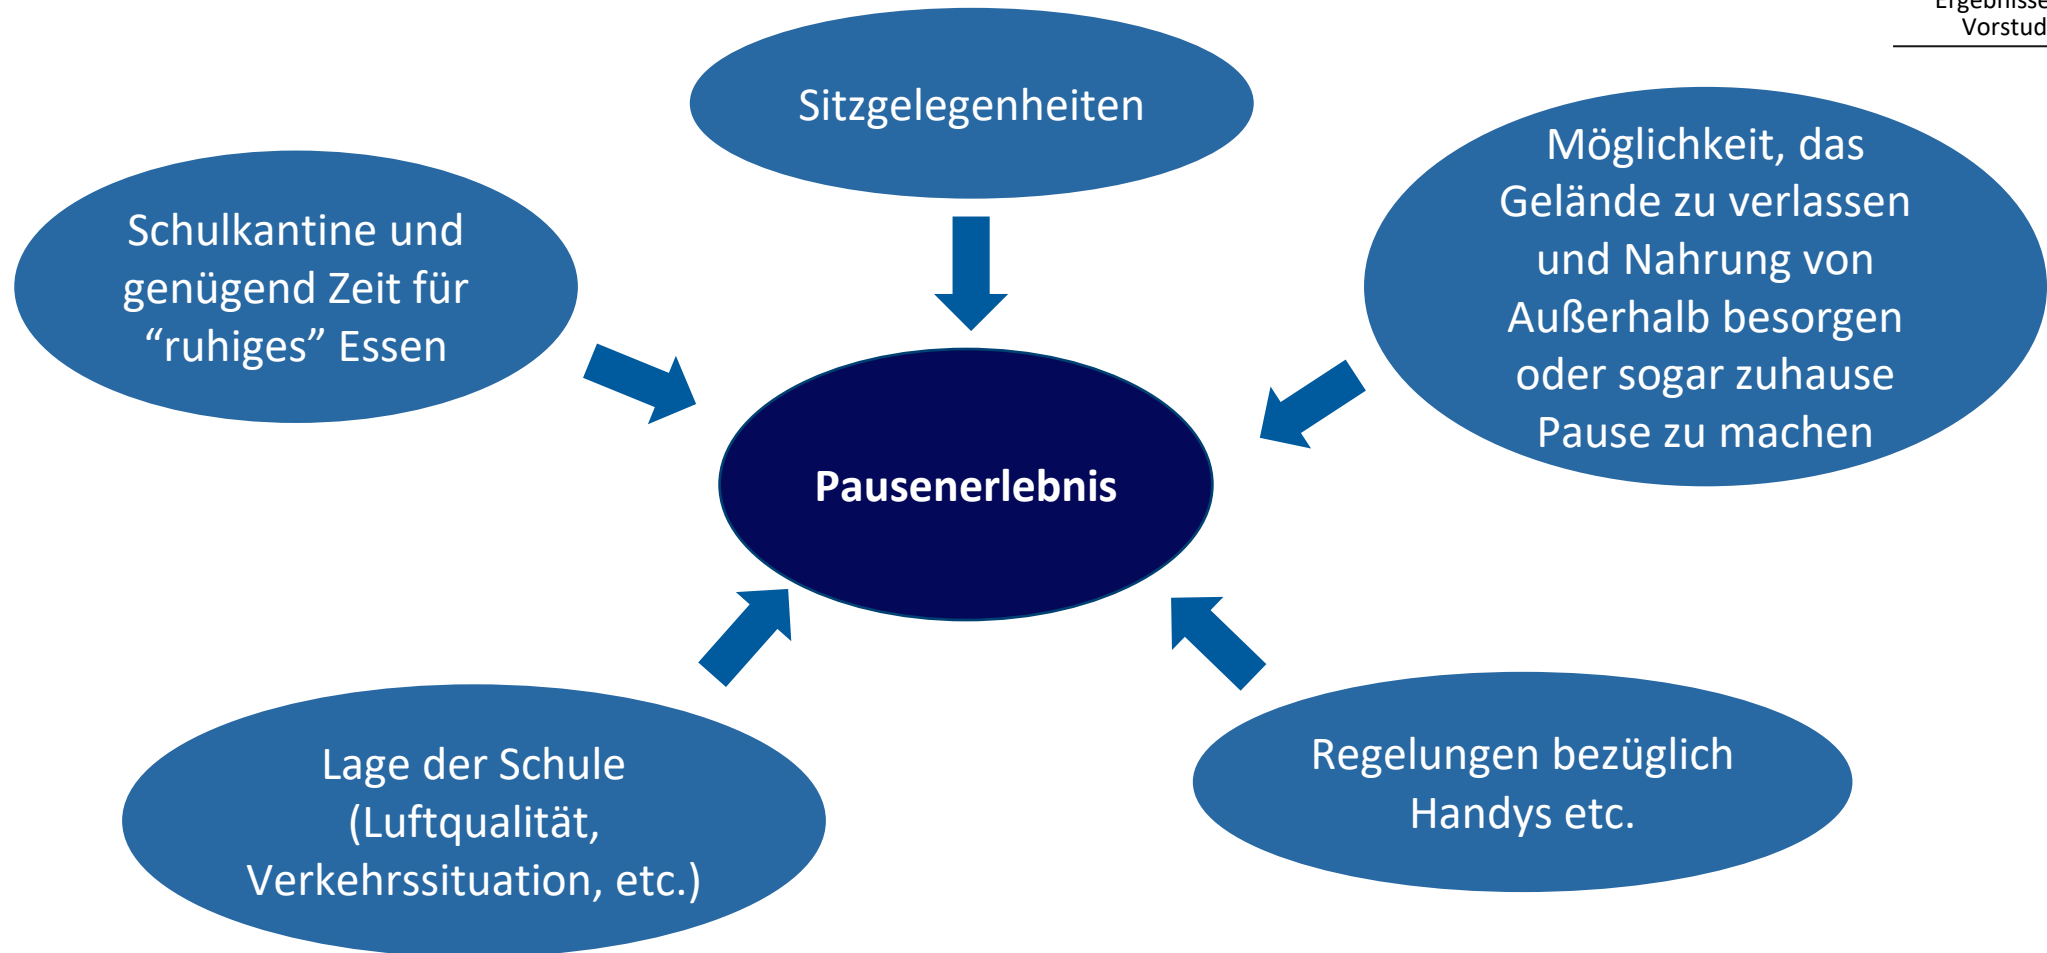 Ergebnisse
Vorstud
Sitzgelegenheiten
Schulkantine und
genügend Zeit für
“ruhiges” Essen
Möglichkeit, das
Gelände zu verlassen
und Nahrung von
Außerhalb besorgen
oder sogar zuhause
Pause zu machen
Pausenerlebnis
Lage der Schule
(Luftqualität,
Verkehrssituation, etc.)
Regelungen bezüglich
Handys etc.